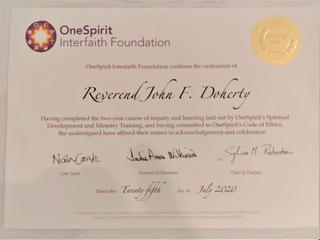 OneSpirit
Interfaith Foundation
OneSpirit Interfaith Foundation confirms the ordination of
Reverend John F. Doherty
Having completed the two-year course of inquiry and learning laid out by OneSpirit's Spiritual
Development and Ministry Training, and having committed to OneSpirit's Code of Ethics,
the undersigned have affixed their names in acknowledgement and celebration
Core Team
Director of Education
Chair of Trustees
Dated this Twenty-fifth day of July 2020